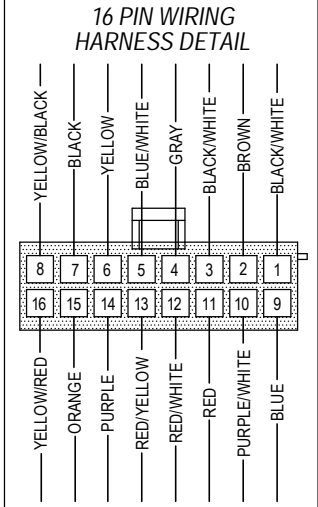 16 PIN WIRING
HARNESS DETAIL
YELLOW/BLACK
BLACK
YELLOW
BLUE/WHITE
GRAY
BLACK/WHITE
BROWN
BLACK/WHITE
8 7 6 5 4 3 2 1
16 15 14 13 12 11 10 9
YELLOW/RED
ORANGE
PURPLE
RED/YELLOW
RED/WHITE
RED
PURPLE/WHITE
BLUE